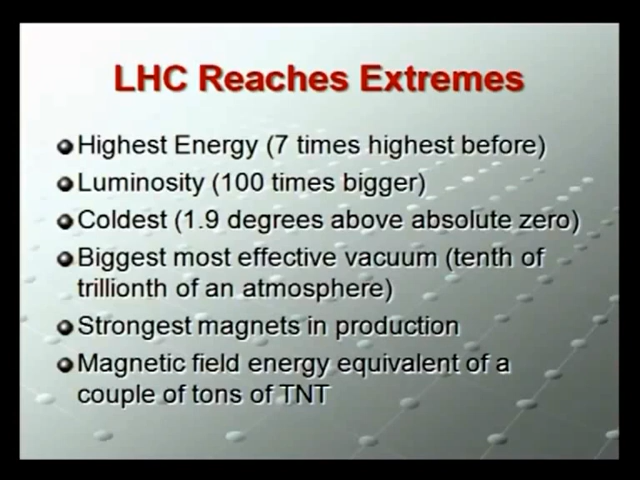 LHC Reaches Extremes
Highest Energy (7 times highest before)
Luminosity (100 times bigger)
Coldest (1.9 degrees above absolute zero)
Biggest most effective vacuum (tenth of
trillionth of an atmosphere)
Strongest magnets in production
Magnetic field energy equivalent of a
couple of tons of TNT